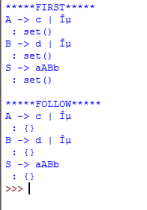 *****FIRST*****
A -> c | Îµ
: set()
B -> d | Îµ
: set()
S -> aABb
: set()
*****FOLLOW*****
A -> c | Îµ
: {}
B -> d | Îµ
: {}
S -> aABb
: {}
>>>